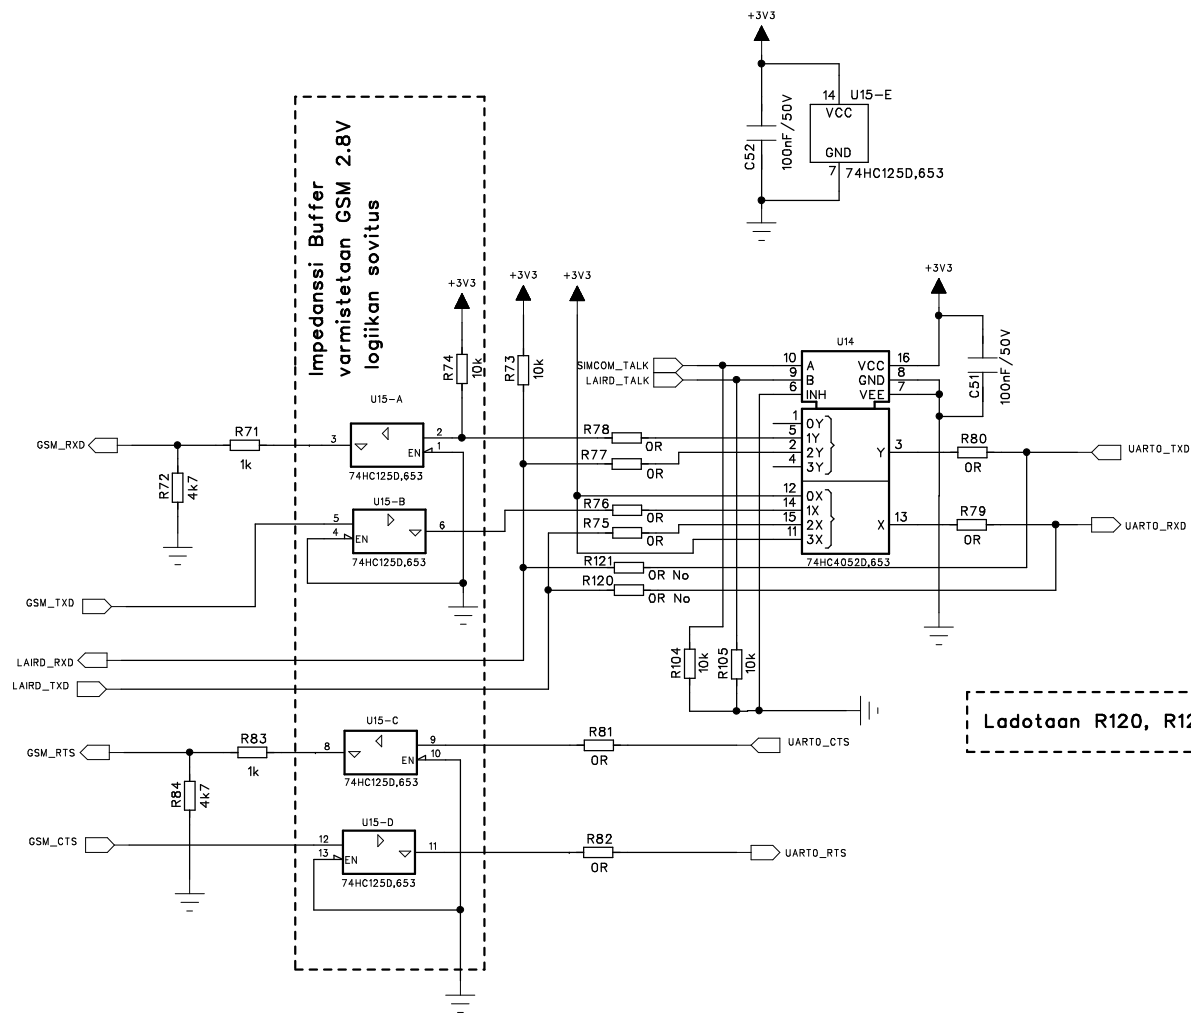 +3V3
14
U15-E
VCC
GND
7
74HC125D,653
C52
100nF/50V
Impedanssi Buffer
varmistetaan GSM 2.8V
logiikan sovitus
+3V3
+3V3
+3V3
+3V3
R74
10k
R73
10k
U14
SIMCOM_TALK
LAIRD_TALK
10
9
6
A
B
INH
VCC
GND
VEE
16
8
7
C51
100nF/50V
U15-A
GSM_RXD
R71
1k
R72
4k7
3
2
1
EN
74HC125D,653
R78
0R
R77
0R
1
5
2
4
0Y
1Y
2Y
3Y
Y
3
R80
0R
UART0_TXD
U15-B
5
4
EN
6
74HC125D,653
R76
0R
R75
0R
12
14
15
11
0X
1X
2X
3X
X
13
R79
0R
UART0_RXD
74HC4052D,653
R121
0R No
R120
0R No
GSM_TXD
LAIRD_RXD
LAIRD_TXD
R104
10k
R105
10k
Ladotaan R120, R12
U15-C
GSM_RTS
R83
1k
R84
4k7
8
9
10
EN
74HC125D,653
R81
0R
UART0_CTS
U15-D
GSM_CTS
12
13
EN
11
74HC125D,653
R82
0R
UART0_RTS